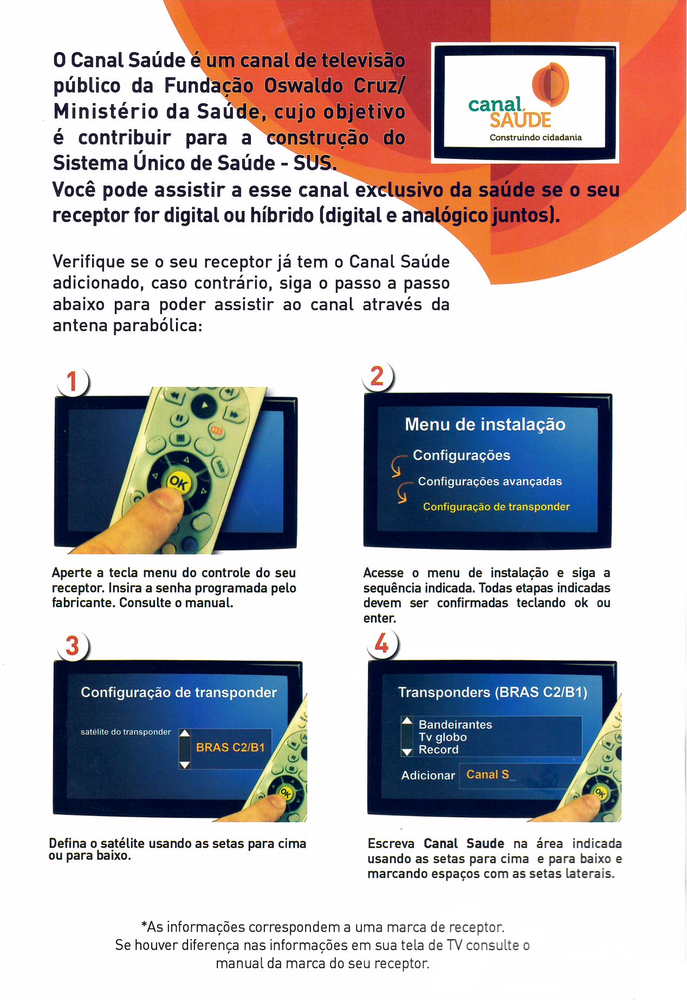 O Canal Saúde é um canal de televisão
público da Fundação Oswaldo Cruz/
Ministério da Saúde, cujo objetivo
é contribuir para a construção do
Sistema Único de Saúde - SUS.
canal
SAÚDE
Construindo cidadania
Você pode assistir a esse canal exclusivo da saúde se o seu
receptor for digital ou híbrido (digital e analógico juntos).
Verifique se o seu receptor já tem o Canal Saúde
adicionado, caso contrário, siga o passo a passo
abaixo para poder assistir ao canal através da
antena parabólica:
1
REC
SAIR
OK
Aperte a tecla menu do controle do seu
receptor. Insira a senha programada pelo
fabricante. Consulte o manual.
2
Menu de instalação
Configurações
Configurações avançadas
Configuração de transponder
Acesse o menu de instalação e siga a
sequência indicada. Todas etapas indicadas
devem ser confirmadas teclando ok ou
enter.
3
Configuração de transponder
satélite do transponder
BRAS C2/B1
OK
Defina o satélite usando as setas para cima
ou para baixo.
4
Transponders (BRAS C2/B1)
Bandeirantes
Tv globo
Record
Adicionar Canal S_
OK
Escreva Canal Saude na área indicada
usando as setas para cima e para baixo e
marcando espaços com as setas laterais.
*As informações correspondem a uma marca de receptor.
Se houver diferença nas informações em sua tela de TV consulte o
manual da marca do seu receptor.